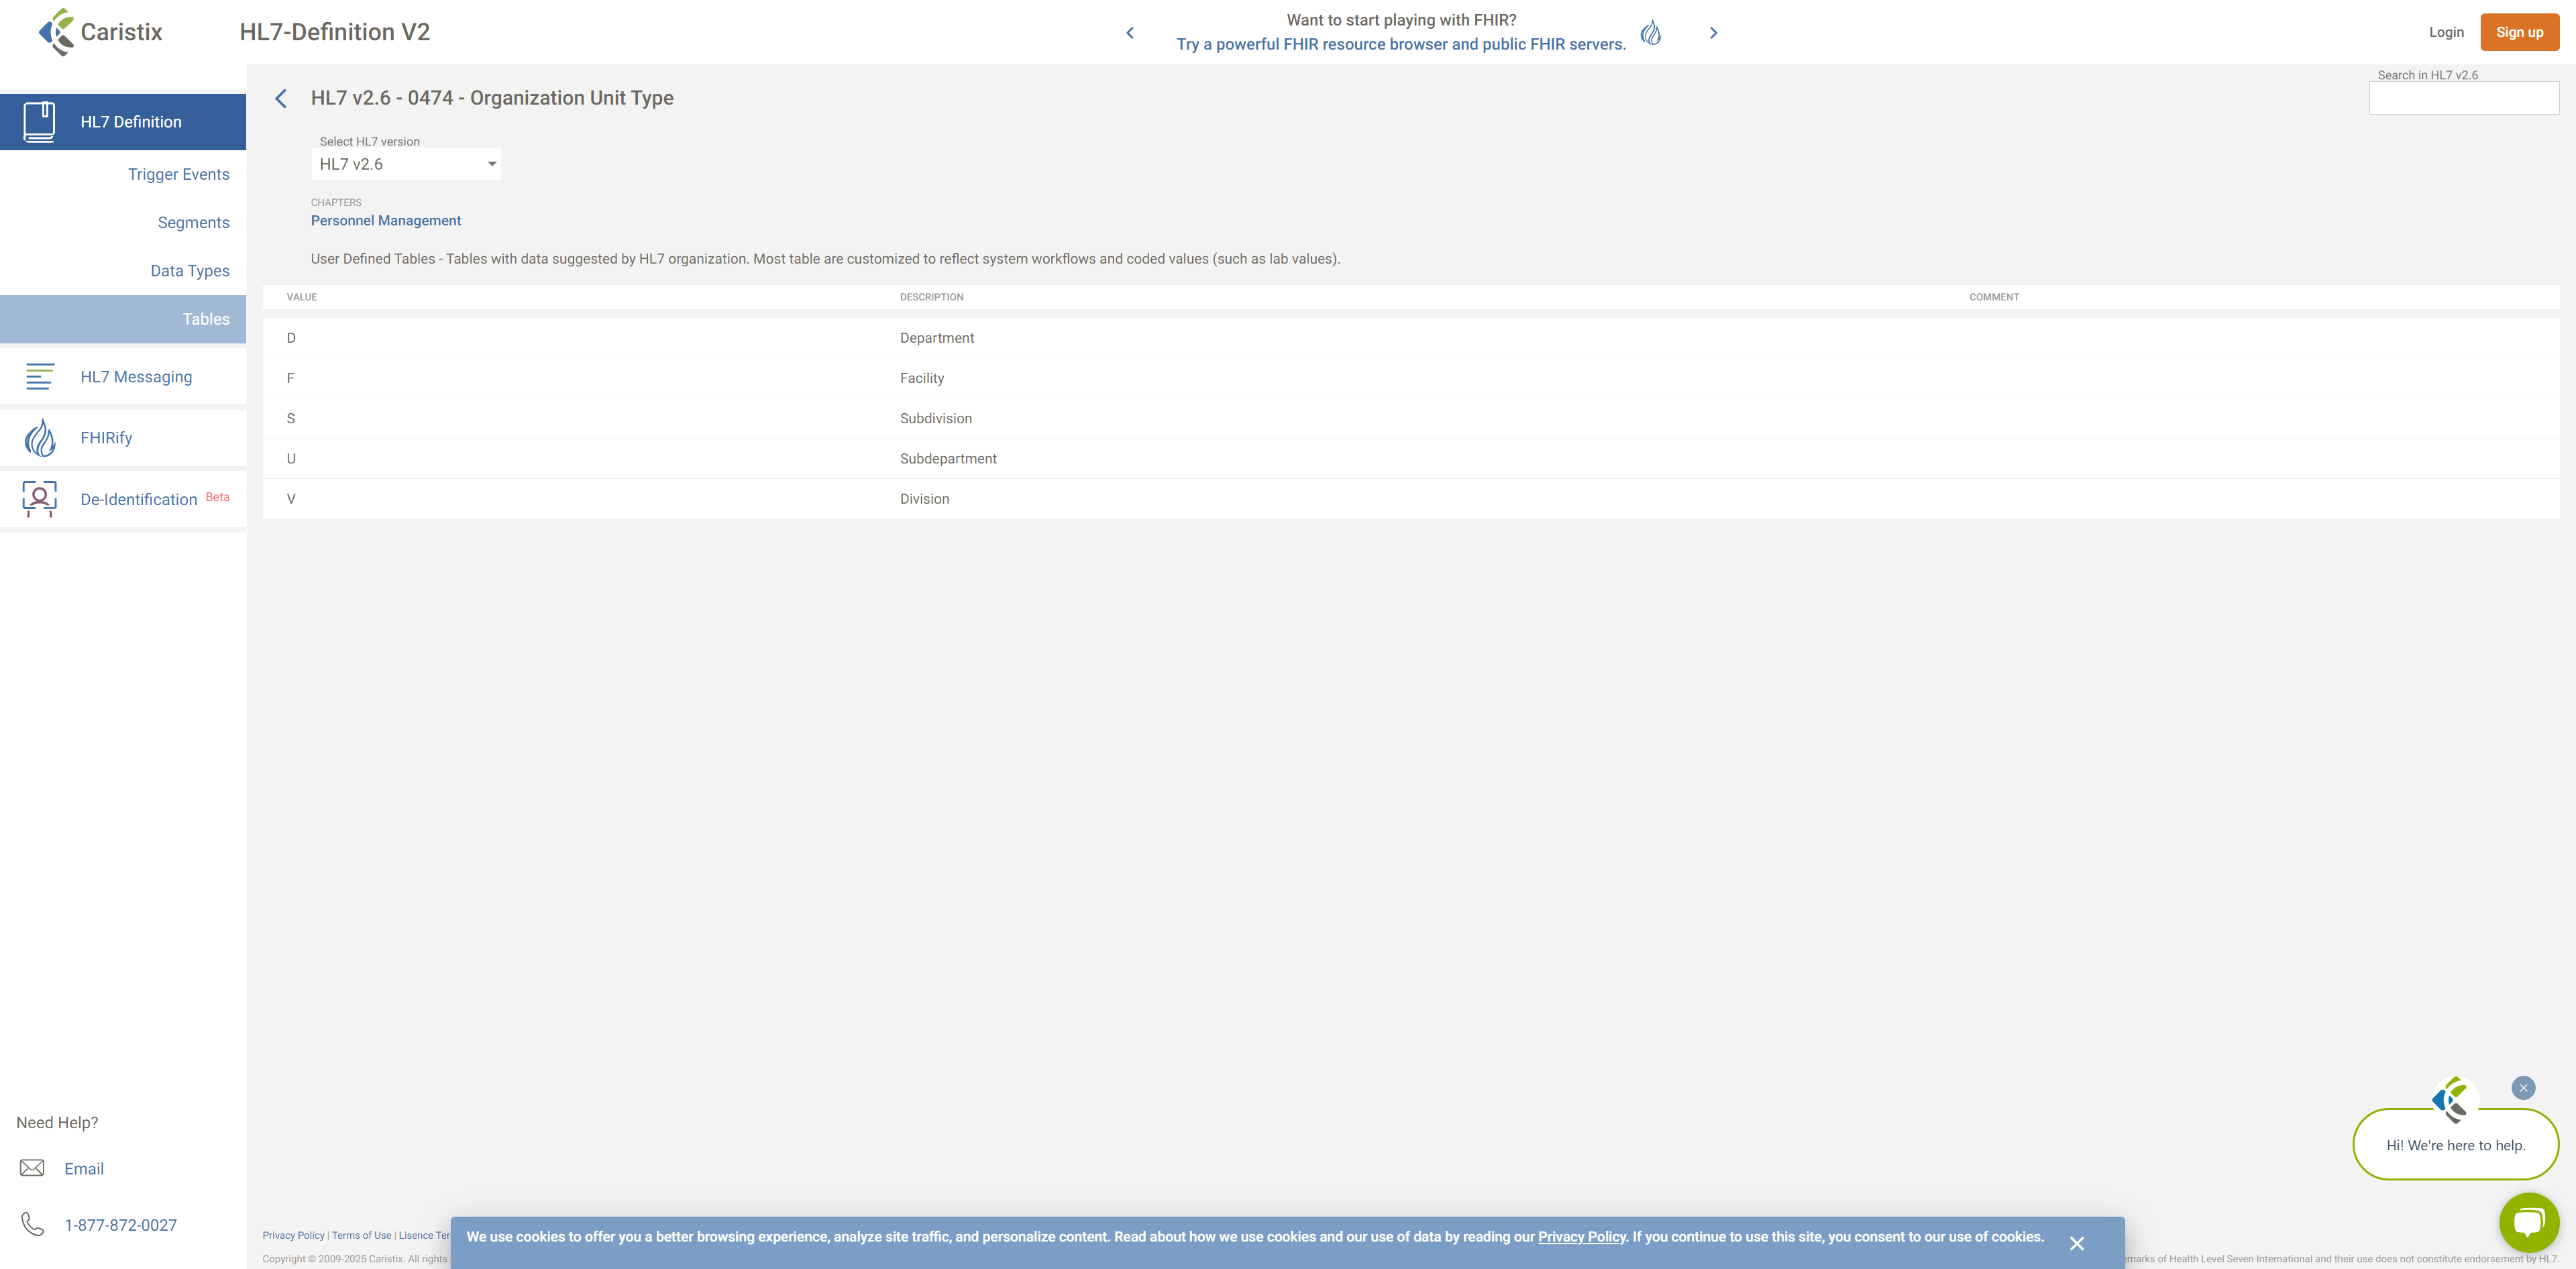 Caristix
HL7-Definition V2
Want to start playing with FHIR?
Try a powerful FHIR resource browser and public FHIR servers.
Login
Sign up
HL7 Definition
Trigger Events
Segments
Data Types
Tables
HL7 Messaging
FHIRify
De-Identification Beta
Need Help?
Email
1-877-872-0027
HL7 v2.6 - 0474 - Organization Unit Type
Search in HL7 v2.6
Select HL7 version
HL7 v2.6
CHAPTERS
Personnel Management
User Defined Tables - Tables with data suggested by HL7 organization. Most table are customized to reflect system workflows and coded values (such as lab values).
VALUE DESCRIPTION COMMENT
D Department
F Facility
S Subdivision
U Subdepartment
V Division
Hi! We're here to help.
Privacy Policy | Terms of Use | Lisence Ter
We use cookies to offer you a better browsing experience, analyze site traffic, and personalize content. Read about how we use cookies and our use of data by reading our Privacy Policy. If you continue to use this site, you consent to our use of cookies.
Copyright © 2009-2025 Caristix. All rights
emarks of Health Level Seven International and their use does not constitute endorsement by HL7.